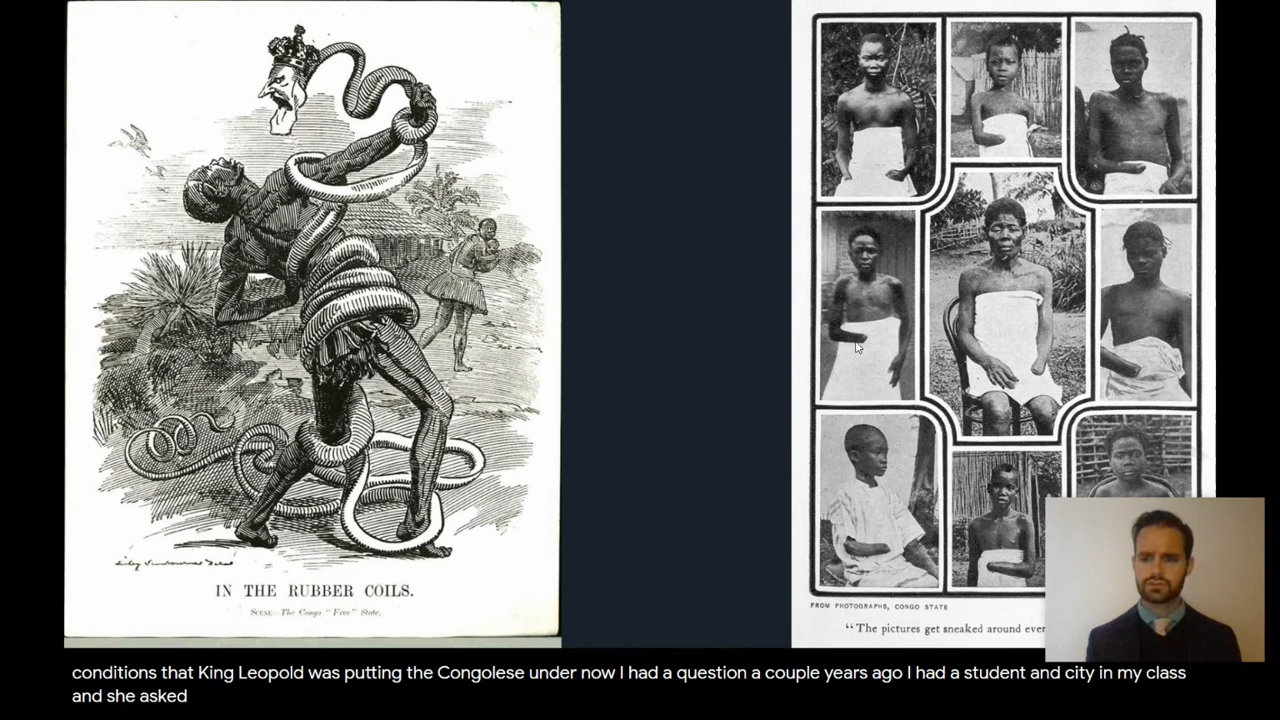 IN THE RUBBER COILS.
SCENE—The Congo "Free" State.
FROM PHOTOGRAPHS, CONGO STATE
"The pictures get sneaked around ever
conditions that King Leopold was putting the Congolese under now I had a question a couple years ago I had a student and city in my class
and she asked